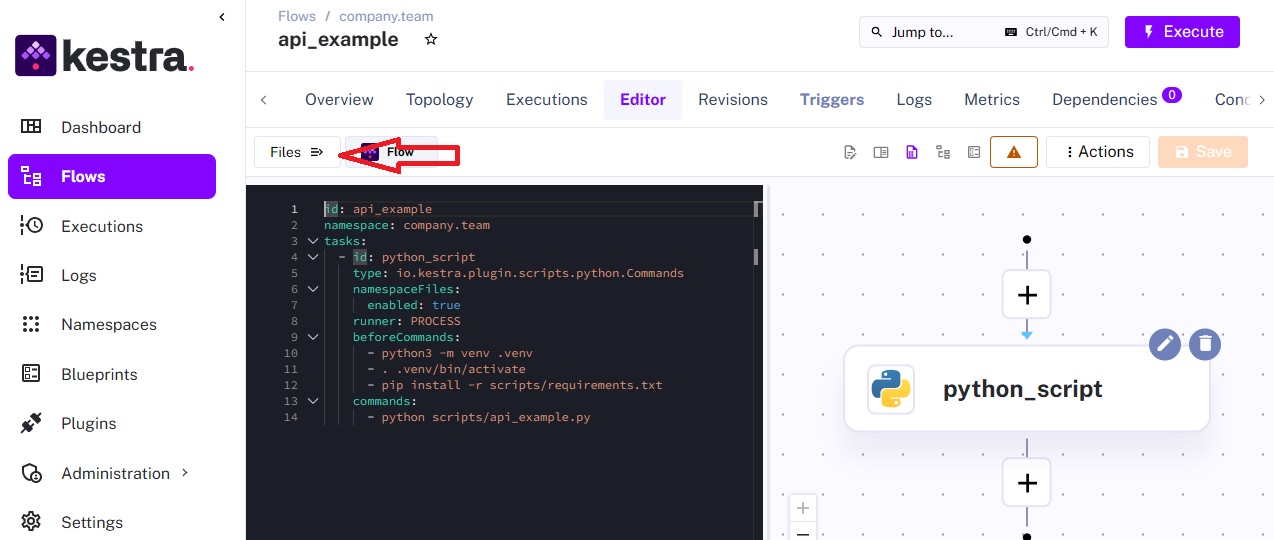 kestra.
Dashboard
Flows
Executions
Logs
Namespaces
Blueprints
Plugins
Administration
Settings
Flows / company.team
api_example
Jump to... Ctrl/Cmd + K
Execute
Overview Topology Executions Editor Revisions Triggers Logs Metrics Dependencies 0 Conc
Files Flow
Actions Save
1 id: api_example
2 namespace: company.team
3 tasks:
4 - id: python_script
5 type: io.kestra.plugin.scripts.python.Commands
6 namespaceFiles:
7 enabled: true
8 runner: PROCESS
9 beforeCommands:
10 - python3 -m venv .venv
11 - . .venv/bin/activate
12 - pip install -r scripts/requirements.txt
13 commands:
14 - python scripts/api_example.py
python_script